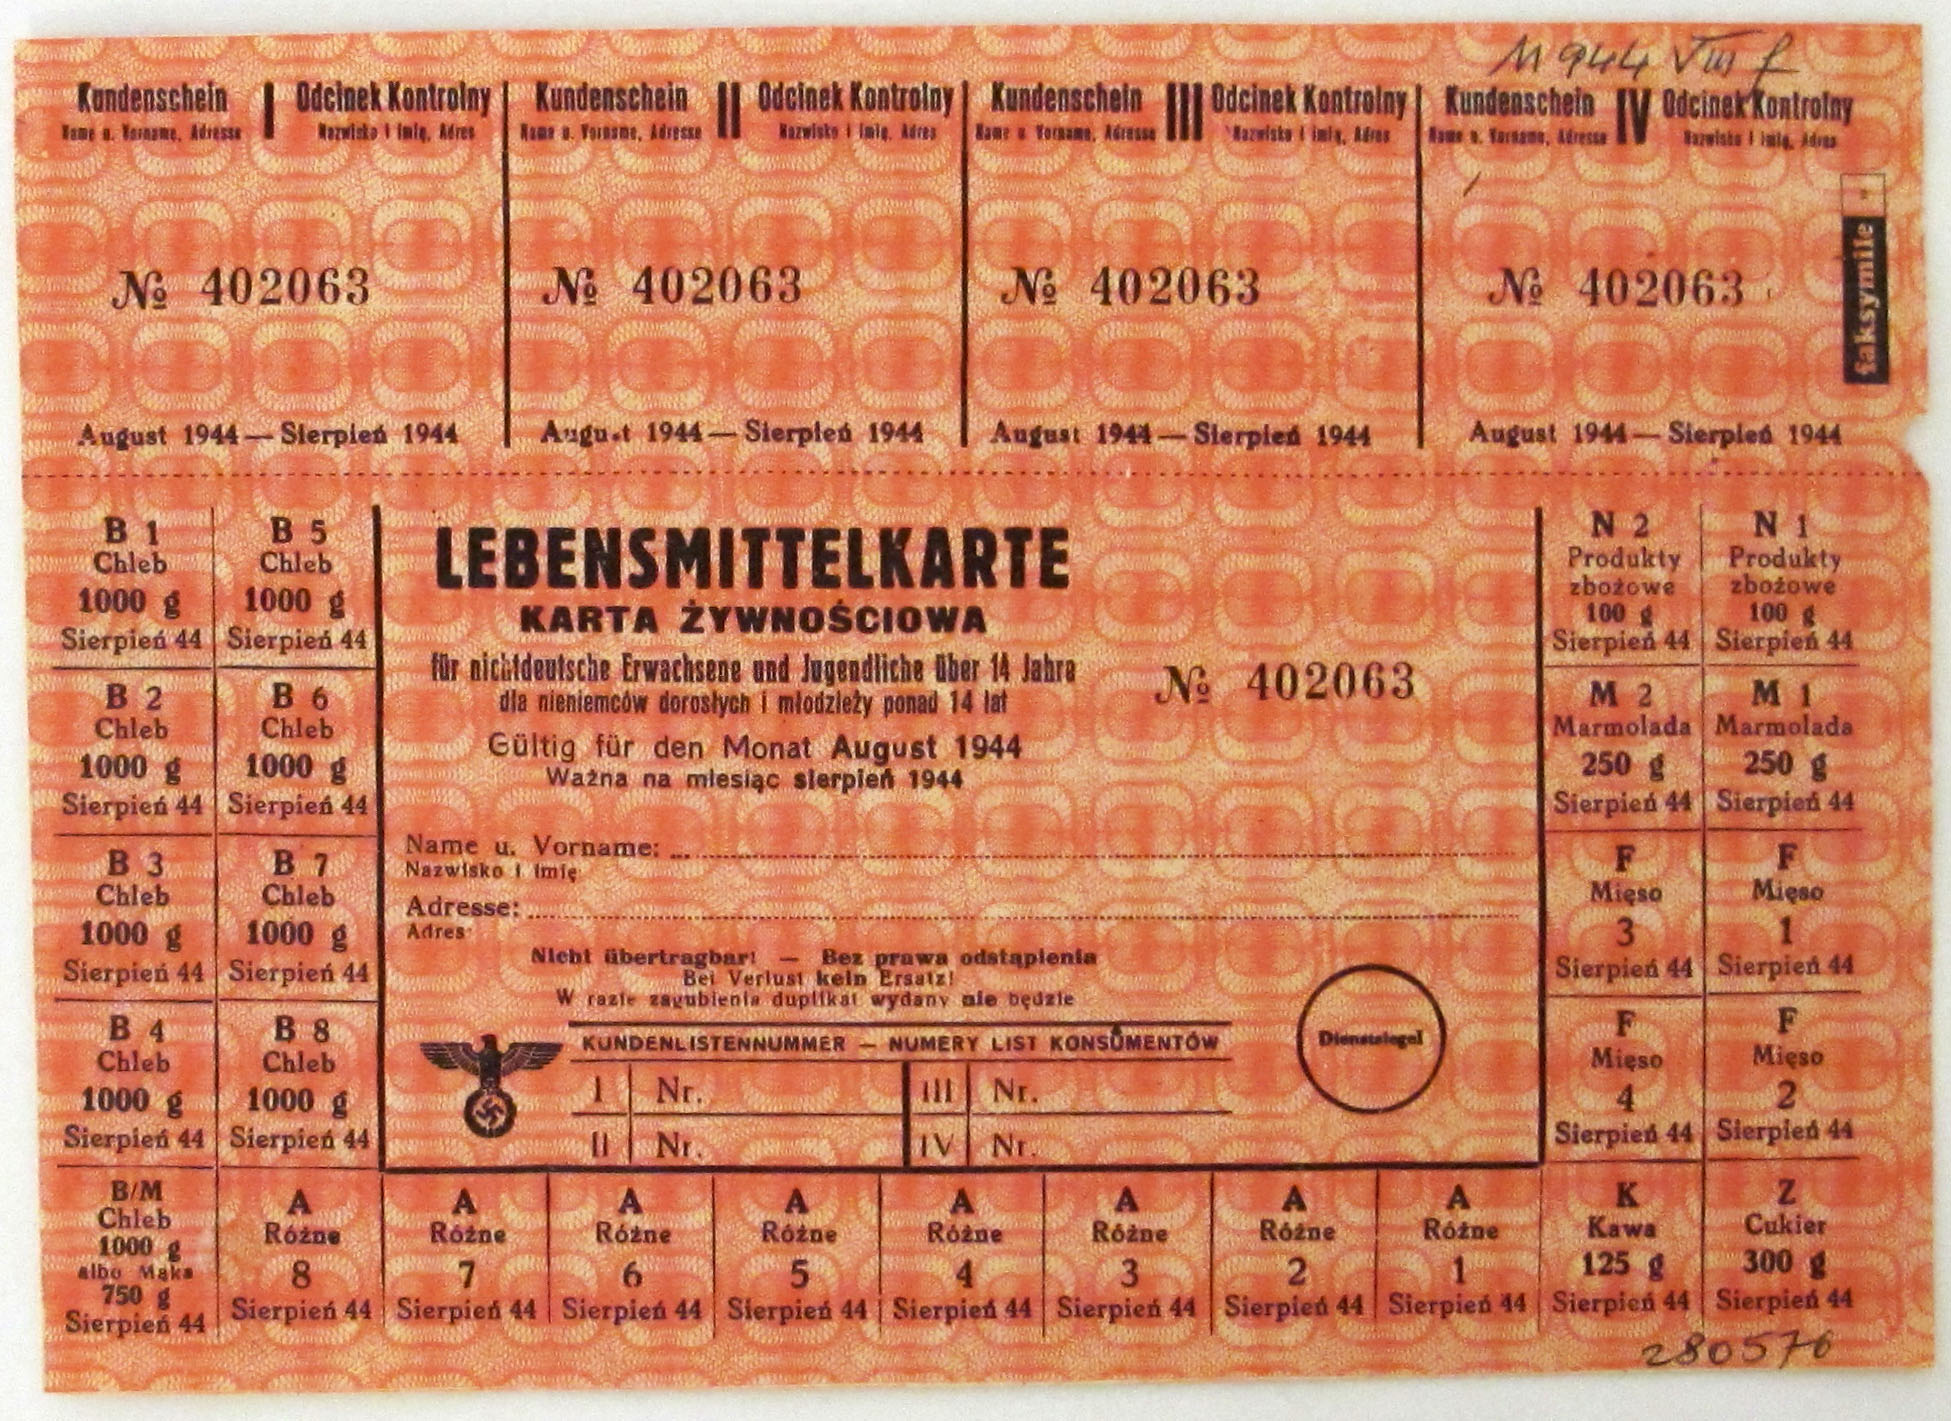 M 944 VIII f
Kundenschein I Odcinek Kontrolny
Name u. Vorname, Adresse Nazwisko i imię, Adres
Kundenschein II Odcinek Kontrolny
Name u. Vorname, Adresse Nazwisko i imię, Adres
Kundenschein III Odcinek Kontrolny
Name u Vorname, Adresse Nazwisko i imię, Adres
Kundenschein IV Odcinek Kontrolny
Name u. Vorname, Adresse Nazwisko i imię, Adres
faksymile
№ 402063
№ 402063
№ 402063
№ 402063
August 1944 — Sierpień 1944
August 1944 — Sierpień 1944
August 1944 — Sierpień 1944
August 1944 — Sierpień 1944
B 1
Chleb
1000 g
Sierpień 44
B 5
Chleb
1000 g
Sierpień 44
B 2
Chleb
1000 g
Sierpień 44
B 6
Chleb
1000 g
Sierpień 44
B 3
Chleb
1000 g
Sierpień 44
B 7
Chleb
1000 g
Sierpień 44
B 4
Chleb
1000 g
Sierpień 44
B 8
Chleb
1000 g
Sierpień 44
LEBENSMITTELKARTE
KARTA ŻYWNOŚCIOWA
für nichtdeutsche Erwachsene und Jugendliche über 14 Jahre
dla nieniemców dorosłych i młodzieży ponad 14 lat
Gültig für den Monat August 1944
Ważna na miesiąc sierpień 1944
№ 402063
Name u. Vorname:
Nazwisko i imię
Adresse:
Adres
Nicht übertragbar! — Bez prawa odstąpienia
Bei Verlust kein Ersatz!
W razie zagubienia duplikat wydany nie będzie
KUNDENLISTENNUMMER — NUMERY LIST KONSUMENTÓW
I Nr. III Nr.
II Nr. IV Nr.
Dienstsiegel
N 2
Produkty
zbożowe
100 g
Sierpień 44
N 1
Produkty
zbożowe
100 g
Sierpień 44
M 2
Marmolada
250 g
Sierpień 44
M 1
Marmolada
250 g
Sierpień 44
F
Mięso
3
Sierpień 44
F
Mięso
1
Sierpień 44
F
Mięso
4
Sierpień 44
F
Mięso
2
Sierpień 44
B/M
Chleb
1000 g
albo Mąka
750 g
Sierpień 44
A
Różne
8
Sierpień 44
A
Różne
7
Sierpień 44
A
Różne
6
Sierpień 44
A
Różne
5
Sierpień 44
A
Różne
4
Sierpień 44
A
Różne
3
Sierpień 44
A
Różne
2
Sierpień 44
A
Różne
1
Sierpień 44
K
Kawa
125 g
Sierpień 44
Z
Cukier
300 g
Sierpień 44
280576